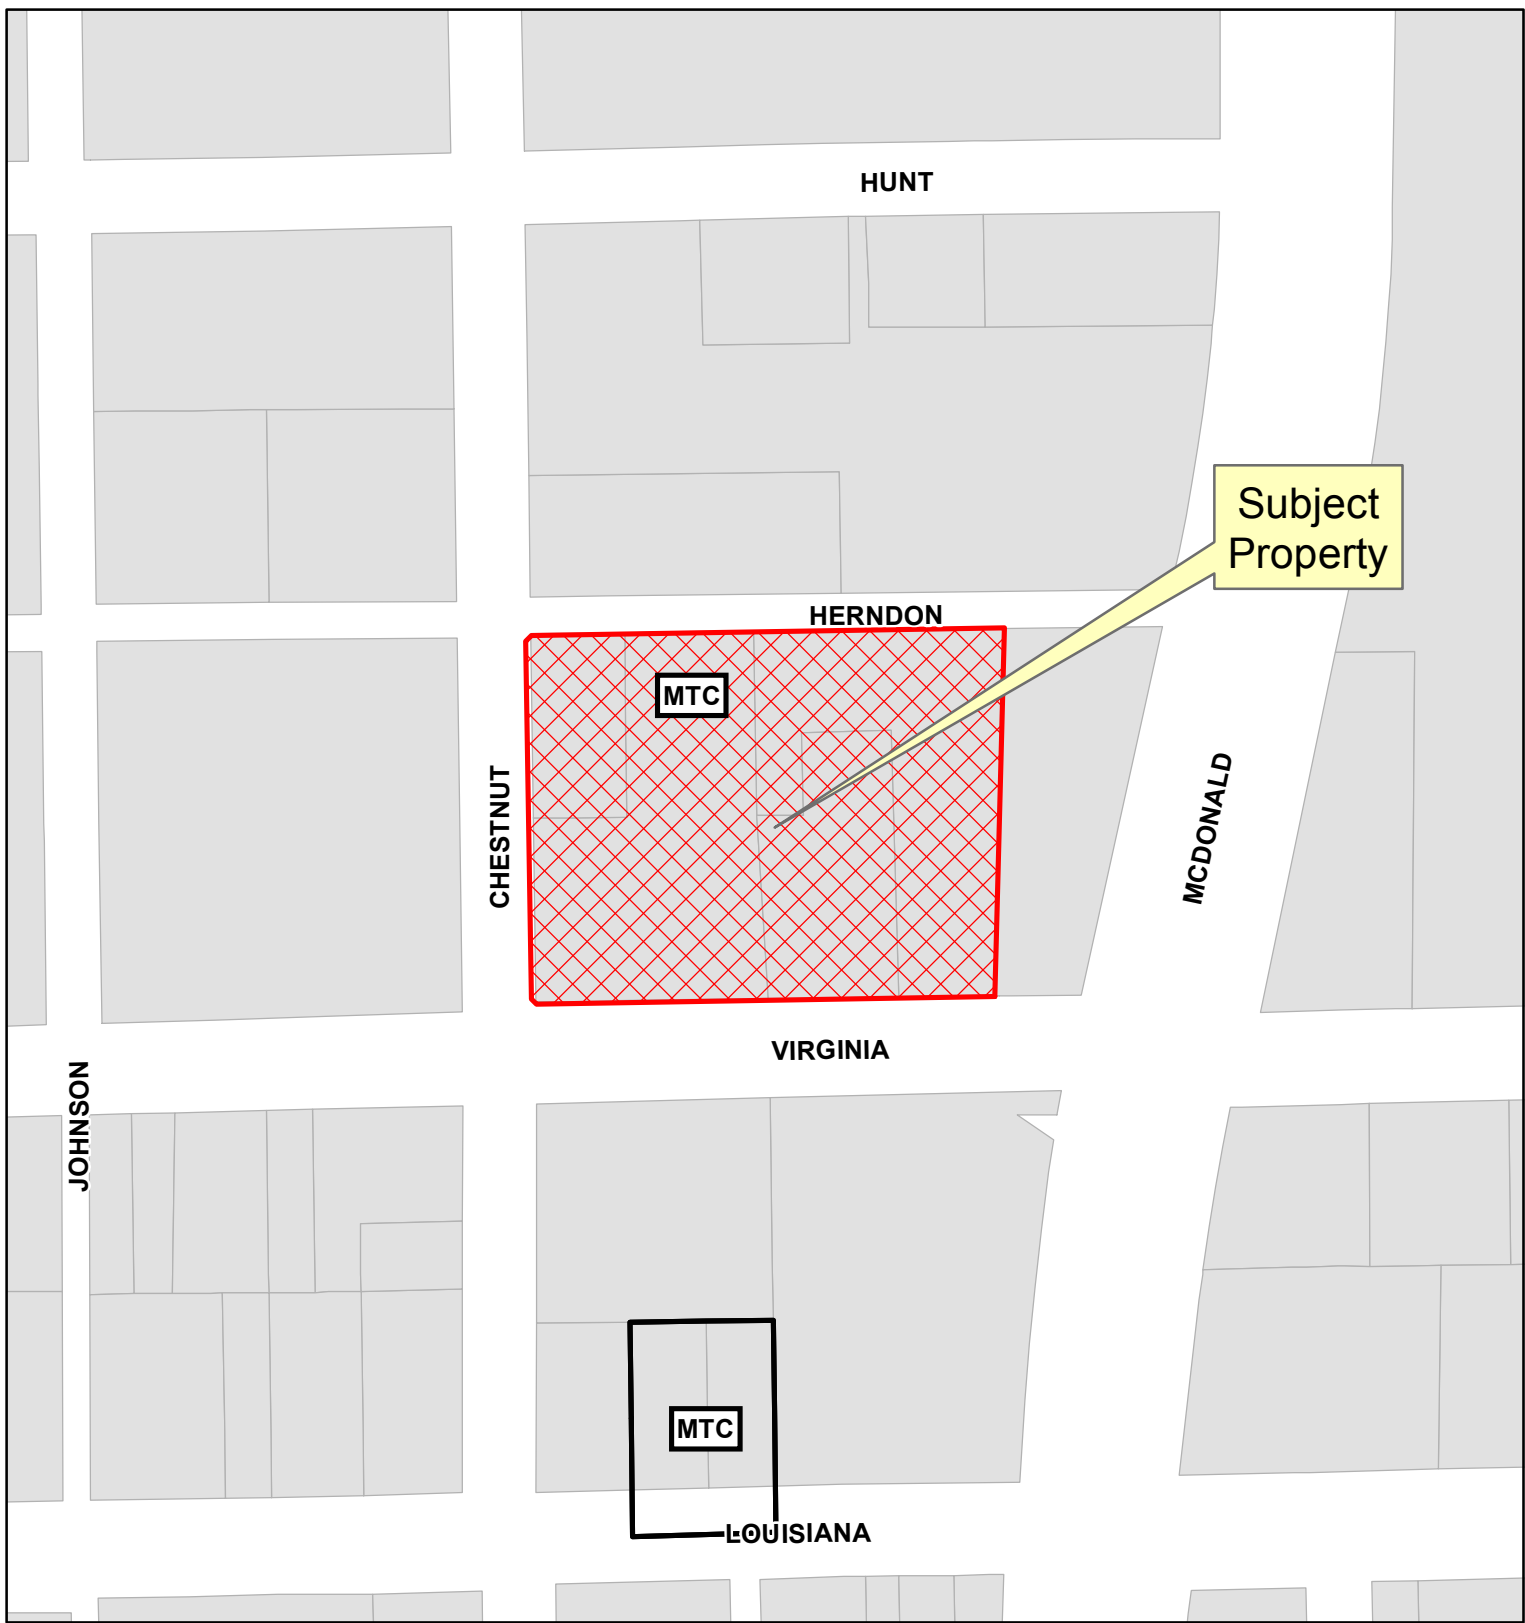 HUNT
Subject
Property
HERNDON
MTC
CHESTNUT
MCDONALD
VIRGINIA
JOHNSON
MTC
LOUISIANA